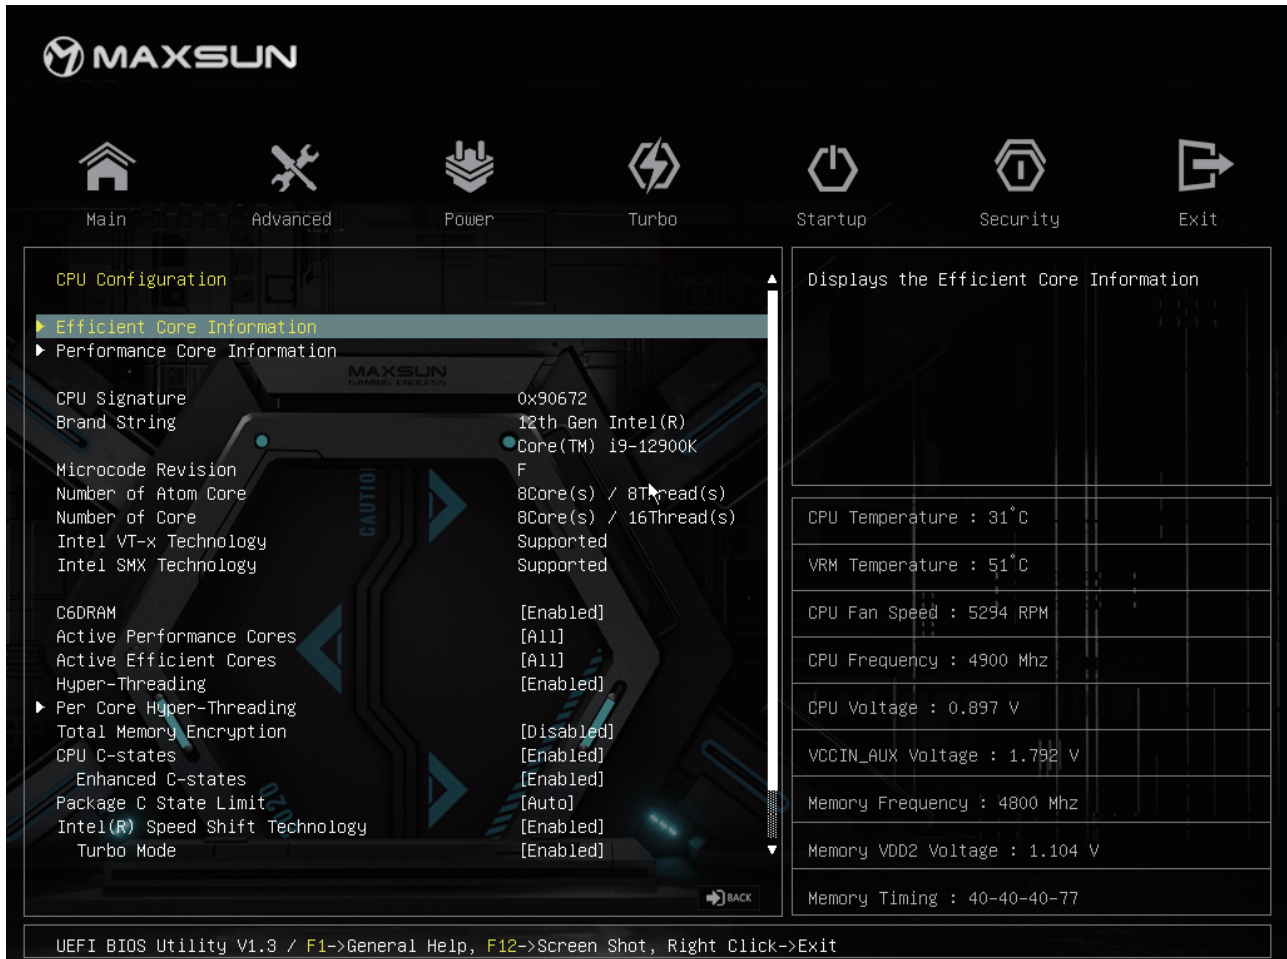 MAXSUN
Main Advanced Power Turbo Startup Security Exit
CPU Configuration
Efficient Core Information
Performance Core Information
MAXSUN
GAMING ENDLESS
CPU Signature 0x90672
Brand String 12th Gen Intel(R)
Core(TM) i9-12900K
Microcode Revision F
Number of Atom Core 8Core(s) / 8Thread(s)
Number of Core 8Core(s) / 16Thread(s)
Intel VT-x Technology Supported
Intel SMX Technology Supported
C6DRAM [Enabled]
Active Performance Cores [All]
Active Efficient Cores [All]
Hyper-Threading [Enabled]
Per Core Hyper-Threading
Total Memory Encryption [Disabled]
CPU C-states [Enabled]
Enhanced C-states [Enabled]
Package C State Limit [Auto]
Intel(R) Speed Shift Technology [Enabled]
Turbo Mode [Enabled]
BACK
Displays the Efficient Core Information
CPU Temperature : 31°C
VRM Temperature : 51°C
CPU Fan Speed : 5294 RPM
CPU Frequency : 4900 Mhz
CPU Voltage : 0.897 V
VCCIN_AUX Voltage : 1.792 V
Memory Frequency : 4800 Mhz
Memory VDD2 Voltage : 1.104 V
Memory Timing : 40-40-40-77
UEFI BIOS Utility V1.3 / F1->General Help, F12->Screen Shot, Right Click->Exit